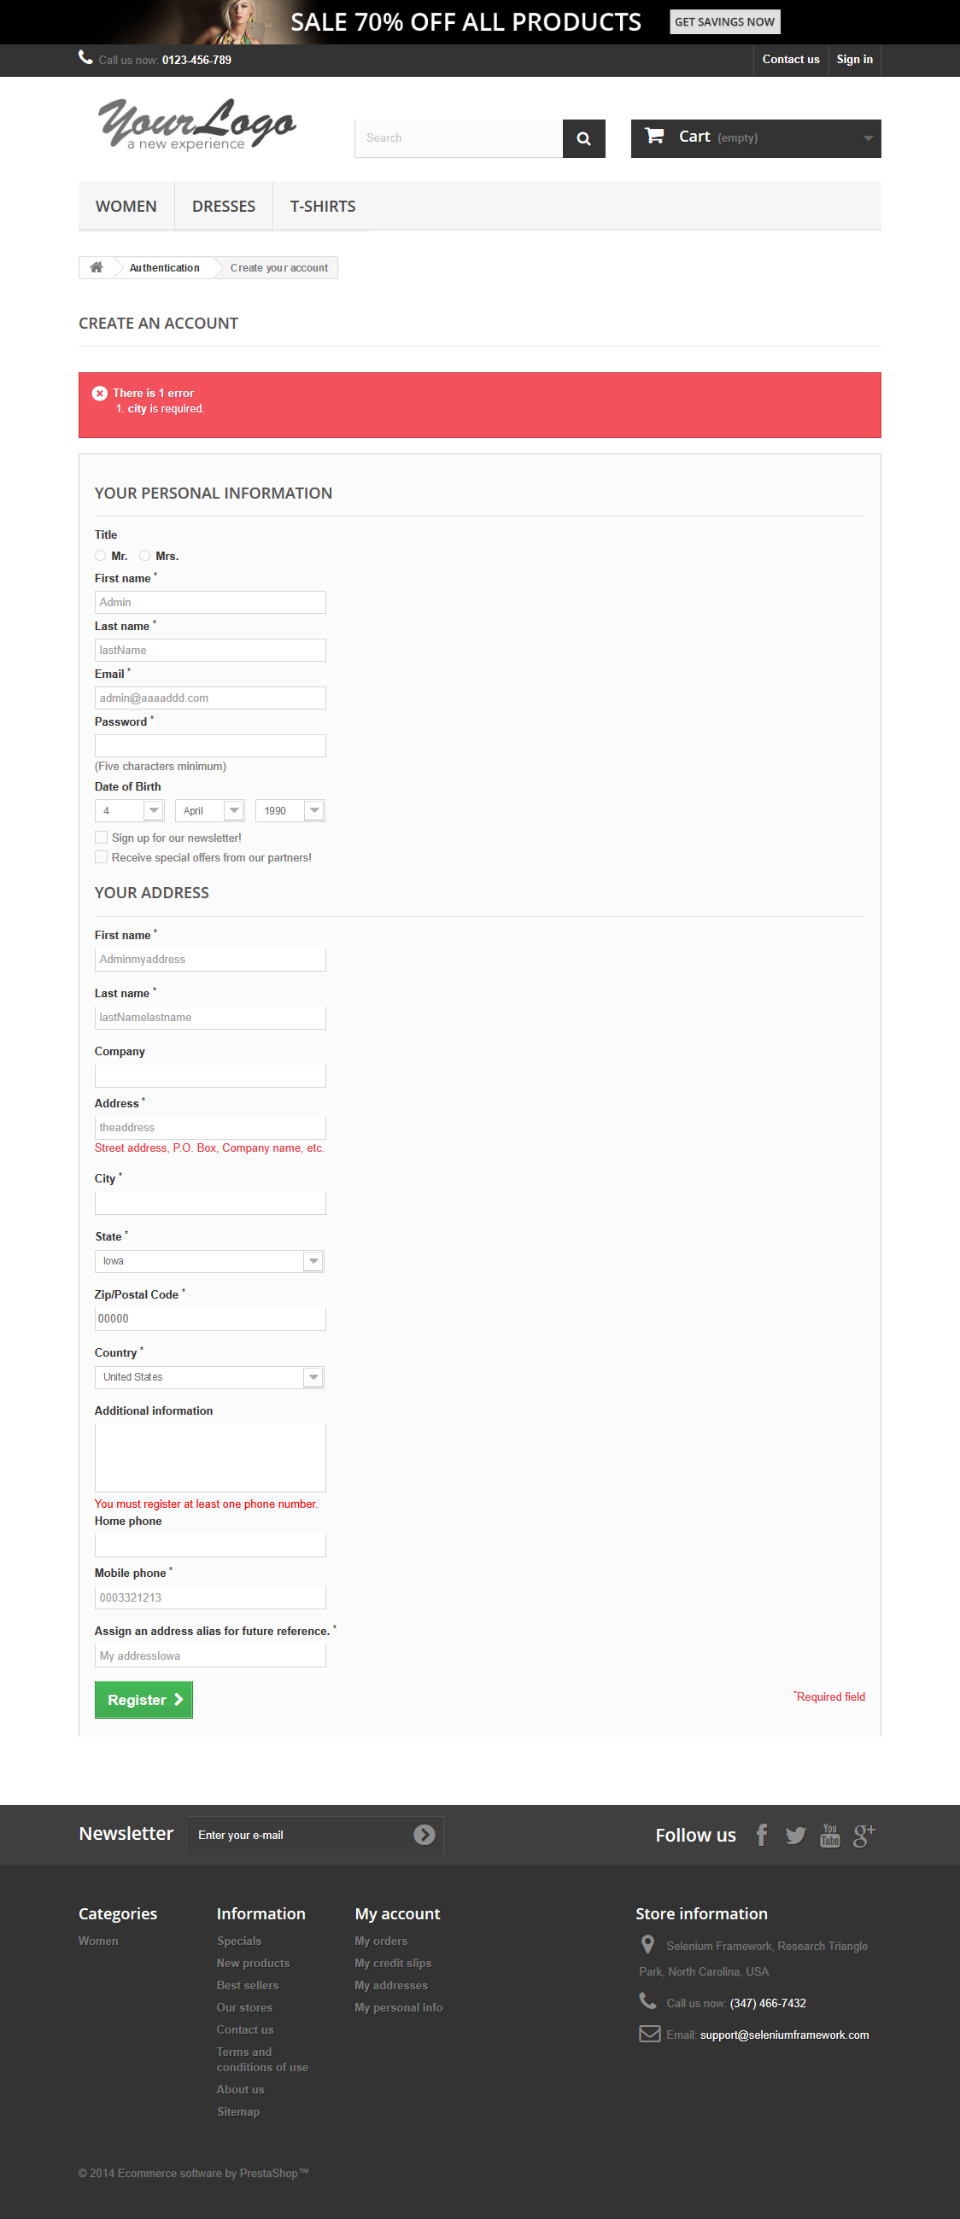 SALE 70% OFF ALL PRODUCTS GET SAVINGS NOW
Call us now: 0123-456-789 Contact us Sign in
YourLogo
a new experience
Search Cart (empty)
WOMEN DRESSES T-SHIRTS
Authentication Create your account
CREATE AN ACCOUNT
There is 1 error
1. city is required.
YOUR PERSONAL INFORMATION
Title
Mr. Mrs.
First name *
Admin
Last name *
lastName
Email *
admin@aaaaddd.com
Password *
(Five characters minimum)
Date of Birth
4 April 1990
Sign up for our newsletter!
Receive special offers from our partners!
YOUR ADDRESS
First name *
Adminmyaddress
Last name *
lastNamelastname
Company
Address *
theaddress
Street address, P.O. Box, Company name, etc.
City *
State *
Iowa
Zip/Postal Code *
00000
Country *
United States
Additional information
You must register at least one phone number.
Home phone
Mobile phone *
0003321213
Assign an address alias for future reference. *
My addressIowa
Register
*Required field
Newsletter Enter your e-mail Follow us f You Tube g+
Categories Information My account Store information
Women Specials My orders Selenium Framework, Research Triangle
New products My credit slips Park, North Carolina, USA
Best sellers My addresses
Our stores My personal info Call us now: (347) 466-7432
Contact us Email: support@seleniumframework.com
Terms and
conditions of use
About us
Sitemap
© 2014 Ecommerce software by PrestaShop™